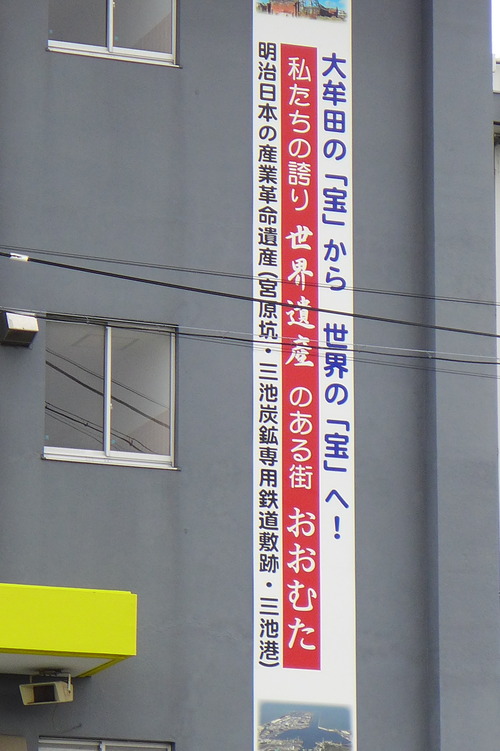 大牟田の「宝」から 世界の「宝」へ！
私たちの誇り 世界遺産 のある街 おおむた
明治日本の産業革命遺産(宮原坑・三池炭鉱専用鉄道敷跡・三池港)